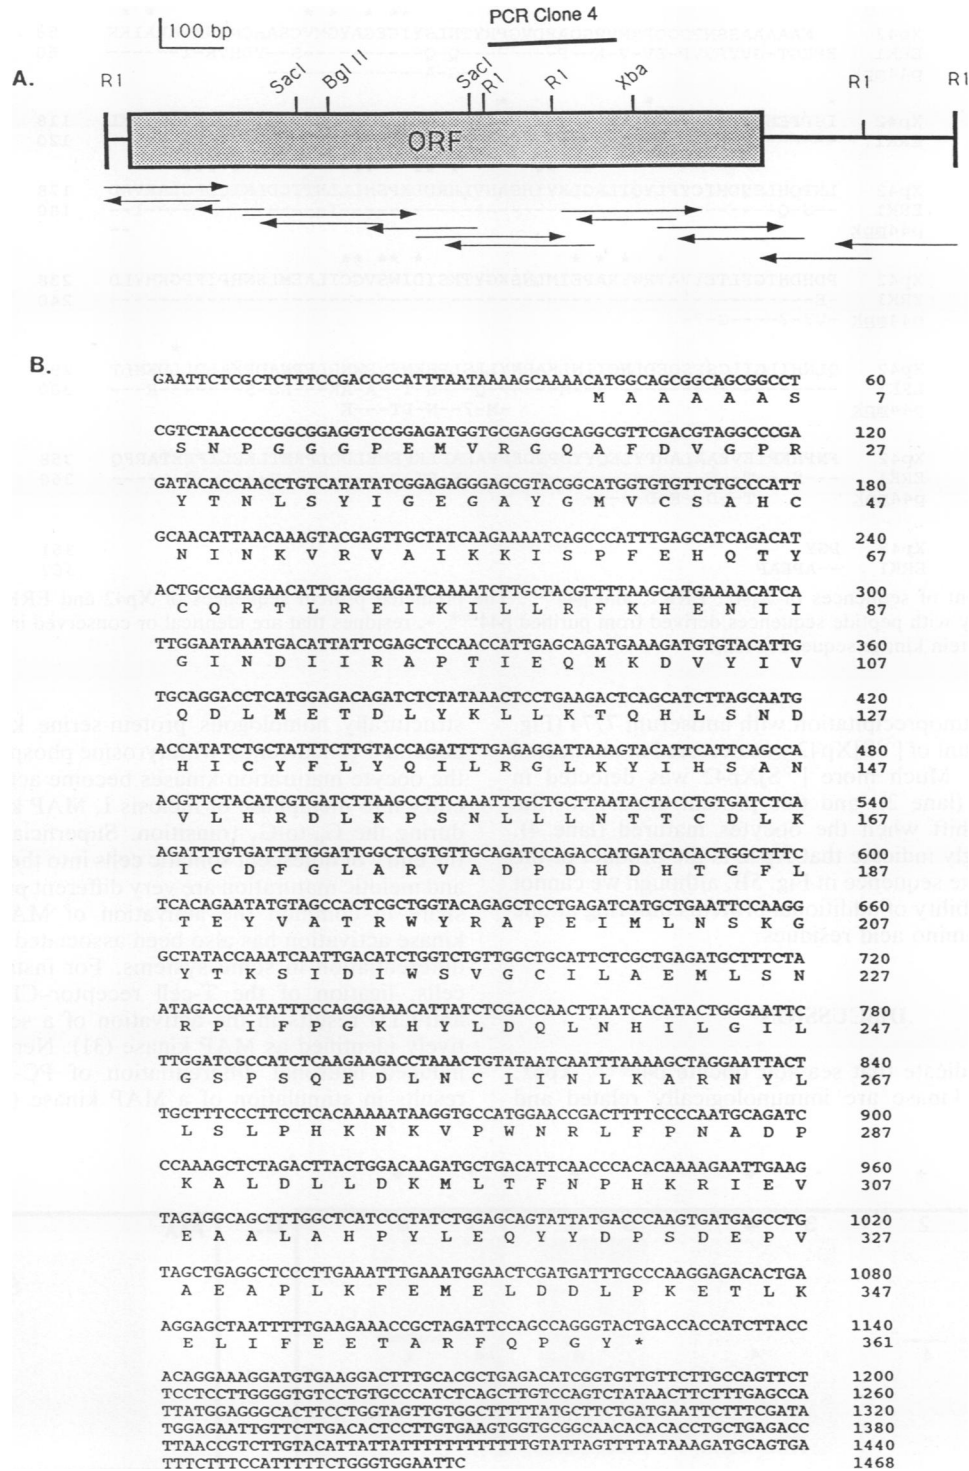 PCR Clone 4
100 bp
A.
R1 SacI Bgl II SacI R1 R1 Xba R1 R1
ORF
B.
GAATTCTCGCTCTTTCCGACCGCATTTAATAAAAGCAAAACATGGCAGCGGCAGCGGCCT 60
M A A A A A S 7
CGTCTAACCCCGGCGGAGGTCCGGAGATGGTGCGAGGGCAGGCGTTCGACGTAGGCCCGA 120
S N P G G G P E M V R G Q A F D V G P R 27
GATACACCAACCTGTCATATATCGGAGAGGGAGCGTACGGCATGGTGTGTTCTGCCCATT 180
Y T N L S Y I G E G A Y G M V C S A H C 47
GCAACATTAACAAAGTACGAGTTGCTATCAAGAAAATCAGCCCATTTGAGCATCAGACAT 240
N I N K V R V A I K K I S P F E H Q T Y 67
ACTGCCAGAGAACATTGAGGGAGATCAAAATCTTGCTACGTTTTAAGCATGAAAACATCA 300
C Q R T L R E I K I L L R F K H E N I I 87
TTGGAATAAATGACATTATTCGAGCTCCAACCATTGAGCAGATGAAAGATGTGTACATTG 360
G I N D I I R A P T I E Q M K D V Y I V 107
TGCAGGACCTCATGGAGACAGATCTCTATAAACTCCTGAAGACTCAGCATCTTAGCAATG 420
Q D L M E T D L Y K L L K T Q H L S N D 127
ACCATATCTGCTATTTCTTGTACCAGATTTTGAGAGGATTAAAGTACATTCATTCAGCCA 480
H I C Y F L Y Q I L R G L K Y I H S A N 147
ACGTTCTACATCGTGATCTTAAGCCTTCAAATTTGCTGCTTAATACTACCTGTGATCTCA 540
V L H R D L K P S N L L L N T T C D L K 167
AGATTTGTGATTTTGGATTGGCTCGTGTTGCAGATCCAGACCATGATCACACTGGCTTTC 600
I C D F G L A R V A D P D H D H T G F L 187
TCACAGAATATGTAGCCACTCGCTGGTACAGAGCTCCTGAGATCATGCTGAATTCCAAGG 660
T E Y V A T R W Y R A P E I M L N S K G 207
GCTATACCAAATCAATTGACATCTGGTCTGTTGGCTGCATTCTCGCTGAGATGCTTTCTA 720
Y T K S I D I W S V G C I L A E M L S N 227
ATAGACCAATATTTCCAGGGAAACATTATCTCGACCAACTTAATCATATACTGGGAATTC 780
R P I F P G K H Y L D Q L N H I L G I L 247
TTGGATCGCCATCTCAAGAAGACCTAAACTGTATAATCAATTTAAAAGCTAGGAATTACT 840
G S P S Q E D L N C I I N L K A R N Y L 267
TGCTTTCCCTTCCTCACAAAAATAAGGTGCCATGGAACCGACTTTTCCCCAATGCAGATC 900
L S L P H K N K V P W N R L F P N A D P 287
CCAAAGCTCTAGACTTACTGGACAAGATGCTGACATTCAACCCACACAAAAGAATTGAAG 960
K A L D L L D K M L T F N P H K R I E V 307
TAGAGGCAGCTTTGGCTCATCCCTATCTGGAGCAGTATTATGACCCAAGTGATGAGCCTG 1020
E A A L A H P Y L E Q Y Y D P S D E P V 327
TAGCTGAGGCTCCCTTGAAATTTGAAATGGAACTCGATGATTTGCCCAAGGAGACACTGA 1080
A E A P L K F E M E L D D L P K E T L K 347
AGGAGCTAATTTTTGAAGAAACCGCTAGATTCCAGCCAGGGTACTGACCACCATCTTACC 1140
E L I F E E T A R F Q P G Y * 361
ACAGGAAAGGATGTGAAGGACTTTGCACGCTGAGACATCGGTGTTGTTCTTGCCAGTTCT 1200
TCCTCCTTGGGGTGTCCTGTGCCCATCTCAGCTTGTCCAGTCTATAACTTCTTTGAGCCA 1260
TTATGGAGGGCACTTCCTGGTAGTTGTGGCTTTTTATGCTTCTGATGAATTCTTTCGATA 1320
TGGAGAATTGTTCTTGACACTCCTTGTGAAGTGGTGCGGCAACACACACCTGCTGAGACC 1380
TTAACCGTCTTGTACATTATTATTTTTTTTTTTTGTATTAGTTTTATAAAGATGCAGTGA 1440
TTTCTTTCCATTTTTCTGGGTGGAATTC 1468